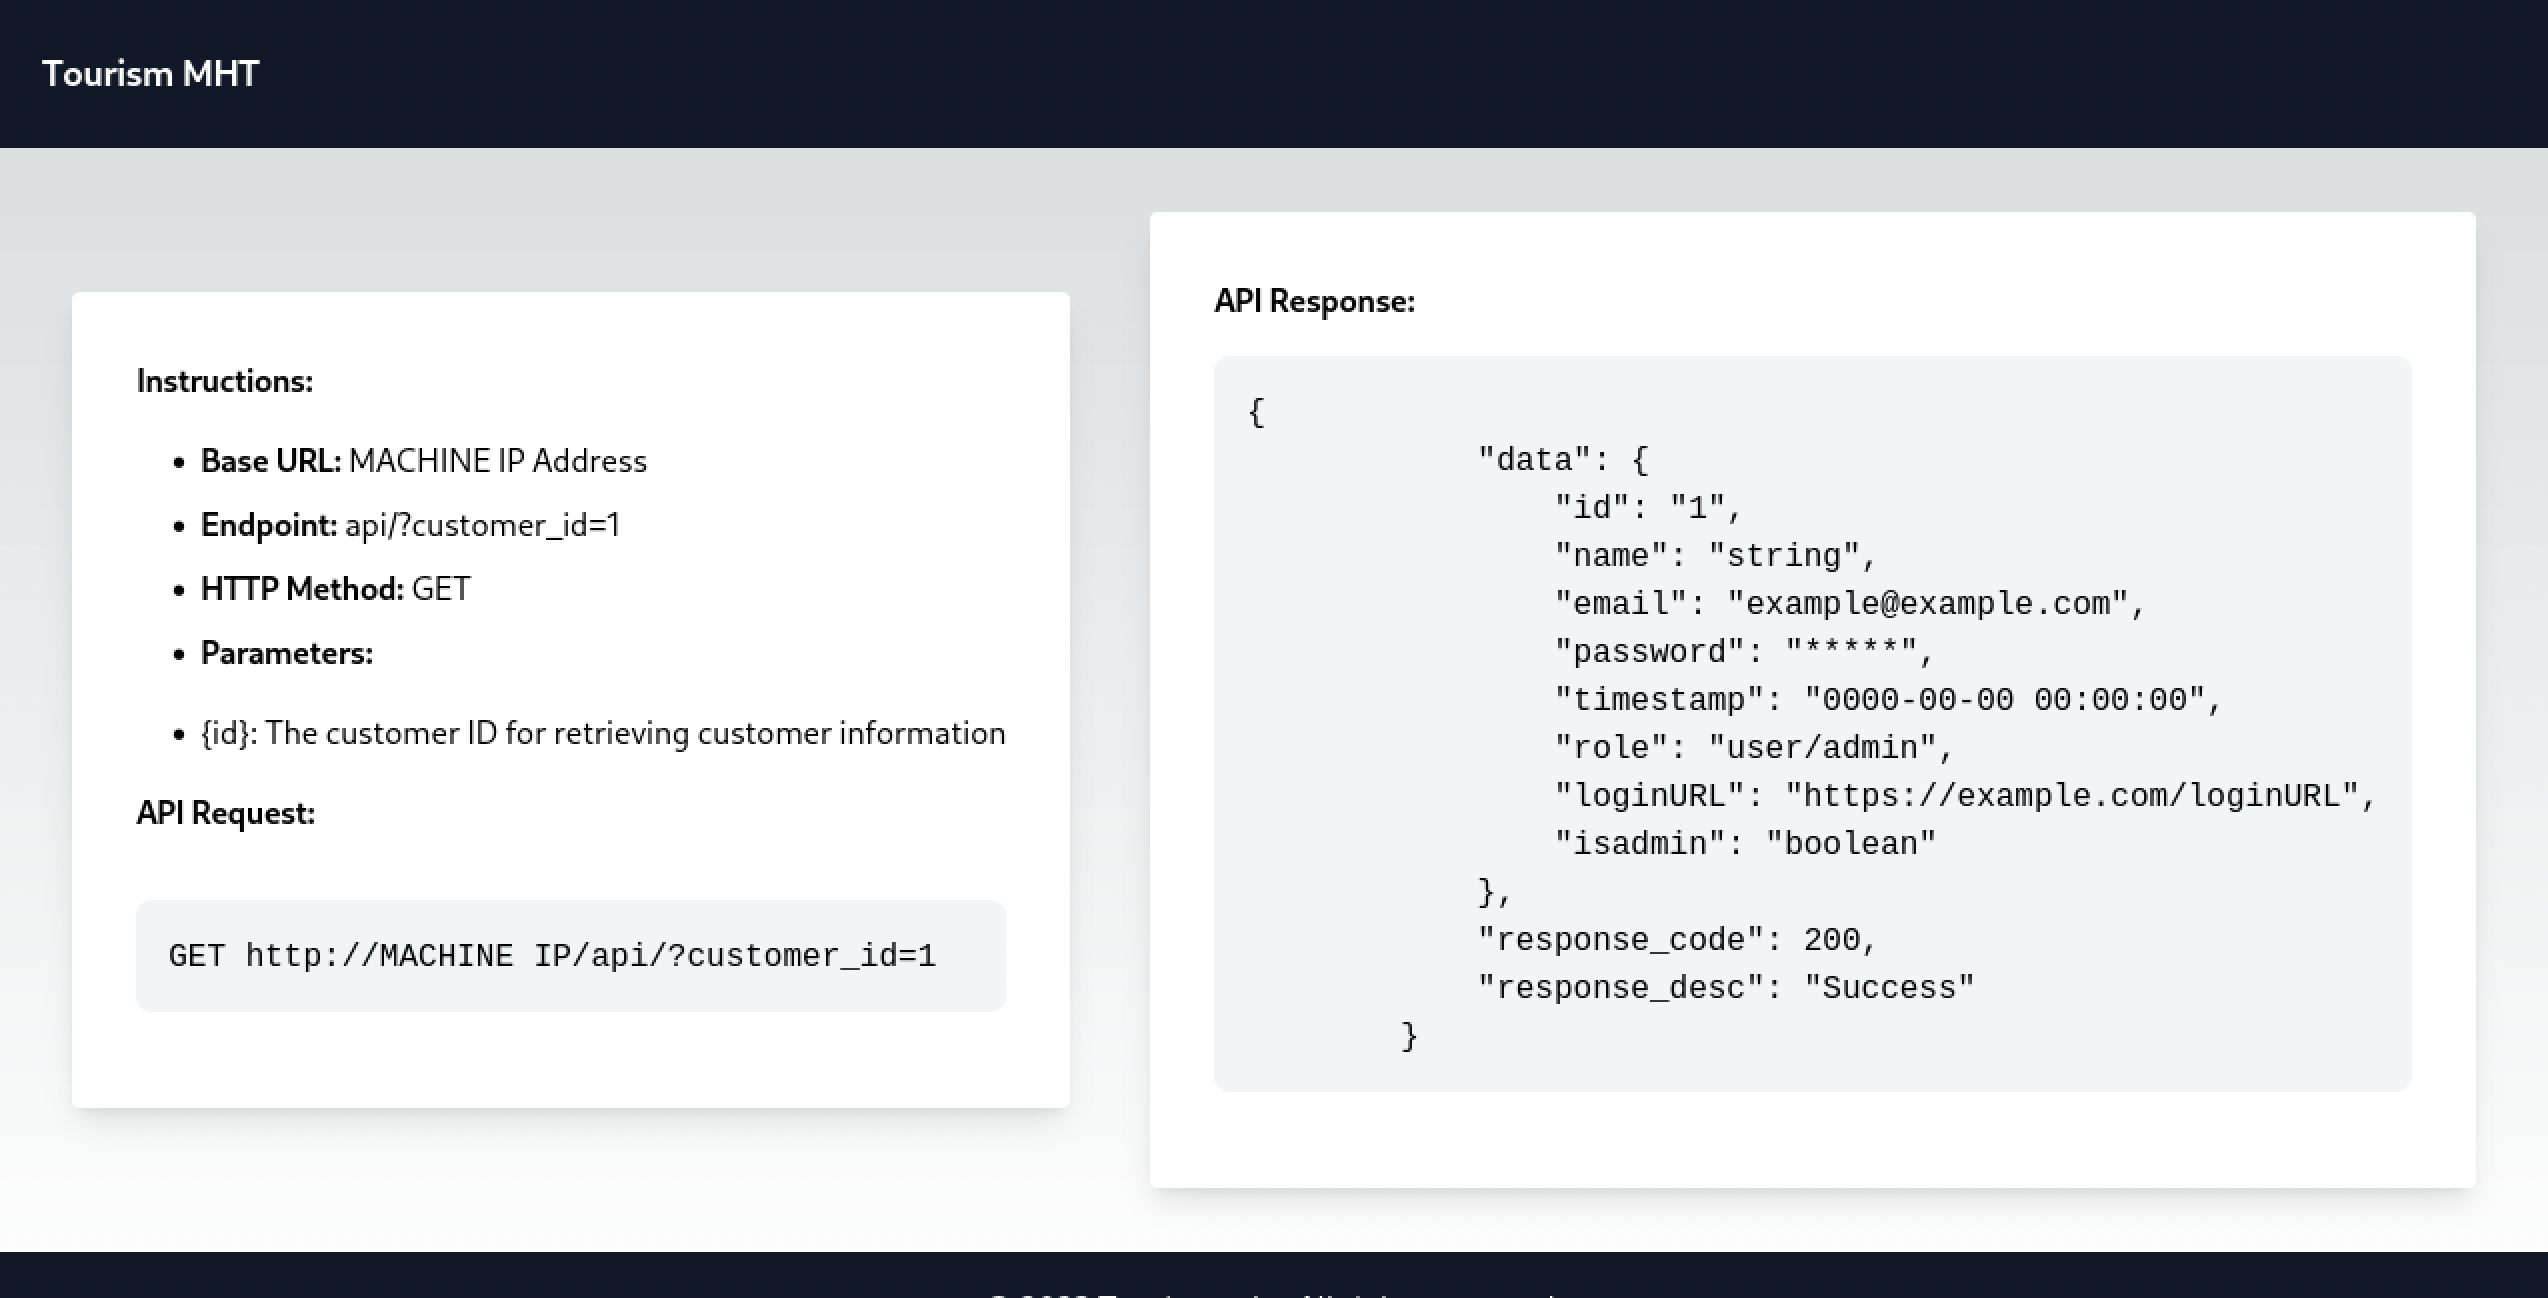 Tourism MHT
Instructions:
Base URL: MACHINE IP Address
Endpoint: api/?customer_id=1
HTTP Method: GET
Parameters:
{id}: The customer ID for retrieving customer information
API Request:
GET http://MACHINE IP/api/?customer_id=1
API Response:
{
"data": {
"id": "1",
"name": "string",
"email": "example@example.com",
"password": "*****",
"timestamp": "0000-00-00 00:00:00",
"role": "user/admin",
"loginURL": "https://example.com/loginURL",
"isadmin": "boolean"
},
"response_code": 200,
"response_desc": "Success"
}